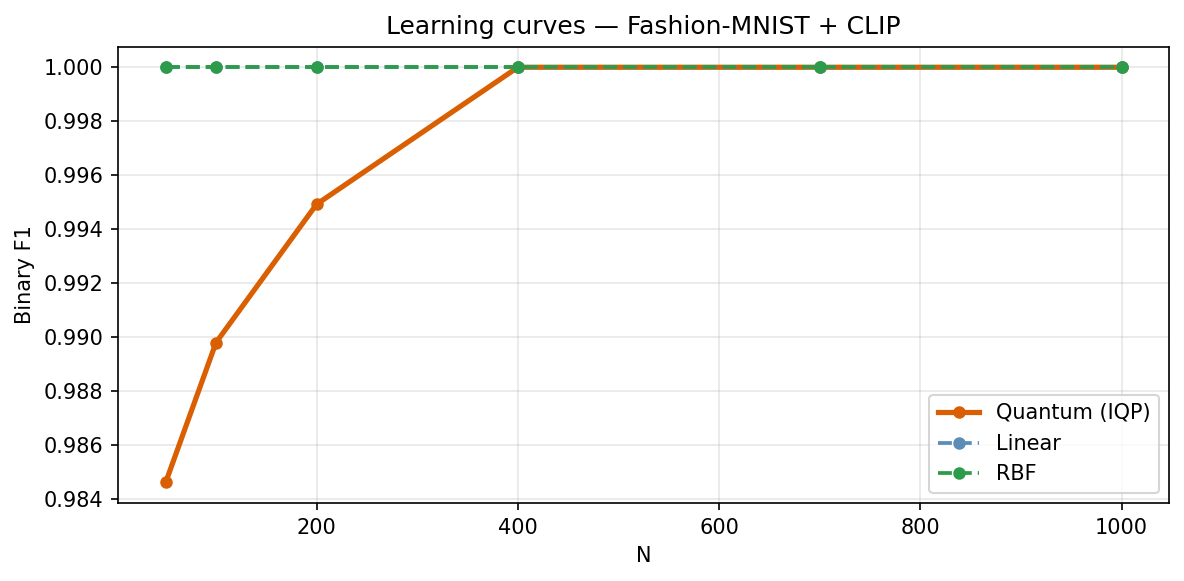 Learning curves — Fashion-MNIST + CLIP
1.000
0.998
0.996
0.994
0.992
0.990
0.988
0.986
0.984
Binary F1
Quantum (IQP)
Linear
RBF
200
400
600
800
1000
N